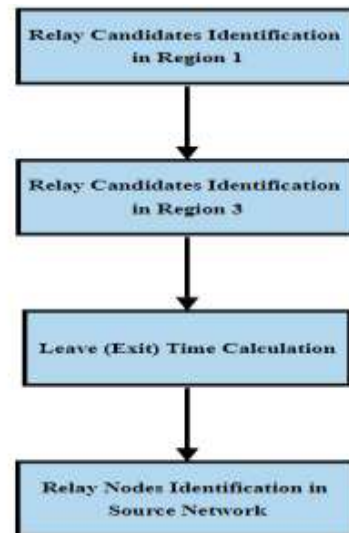 Relay Candidates Identification
in Region 1
Relay Candidates Identification
in Region 3
Leave (Exit) Time Calculation
Relay Nodes Identification in
Source Network